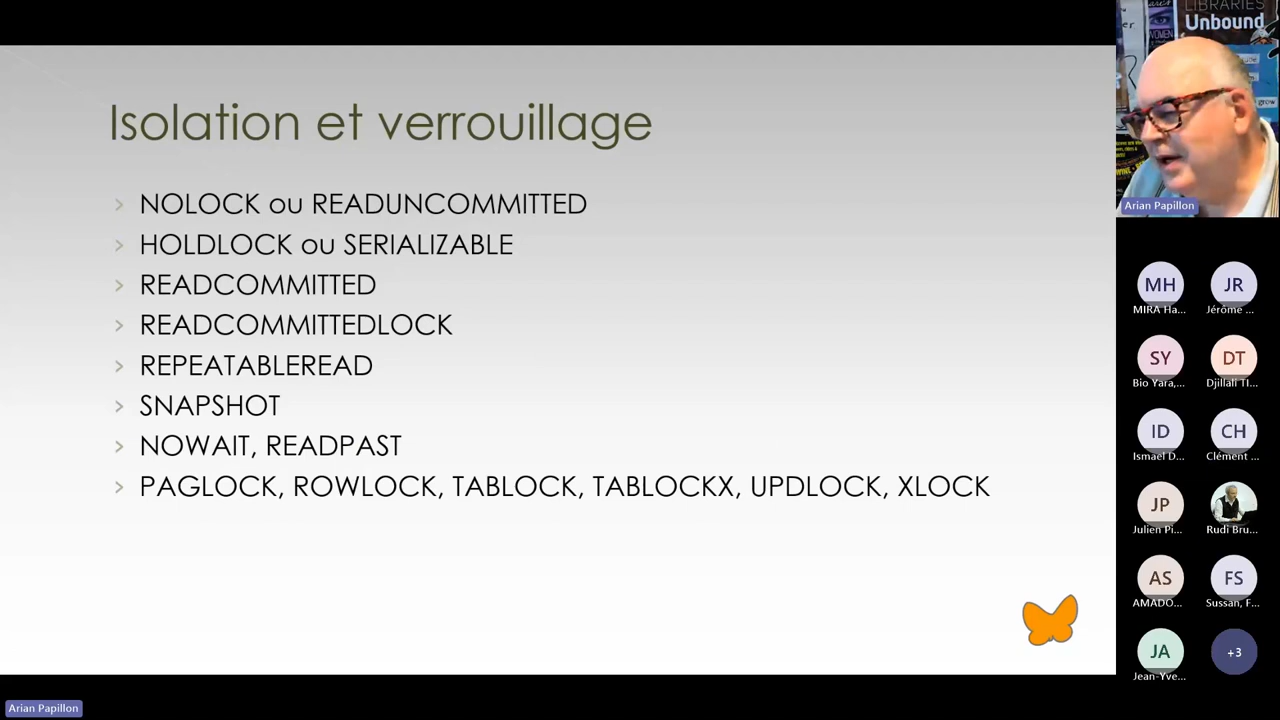 Isolation et verrouillage
NOLOCK ou READUNCOMMITTED
HOLDLOCK ou SERIALIZABLE
READCOMMITTED
READCOMMITTEDLOCK
REPEATABLEREAD
SNAPSHOT
NOWAIT, READPAST
PAGLOCK, ROWLOCK, TABLOCK, TABLOCKX, UPDLOCK, XLOCK
LIBRARIES
Unbound
Arian Papillon
MH
JR
MIRA Ha...
Jérôme ...
SY
DT
Bio Yara,...
Djillali TI...
ID
CH
Ismael D...
Clément ...
JP
Julien Pi...
Rudi Bru...
AS
FS
AMADO...
Sussan, F...
JA
+3
Jean-Yve...
Arian Papillon